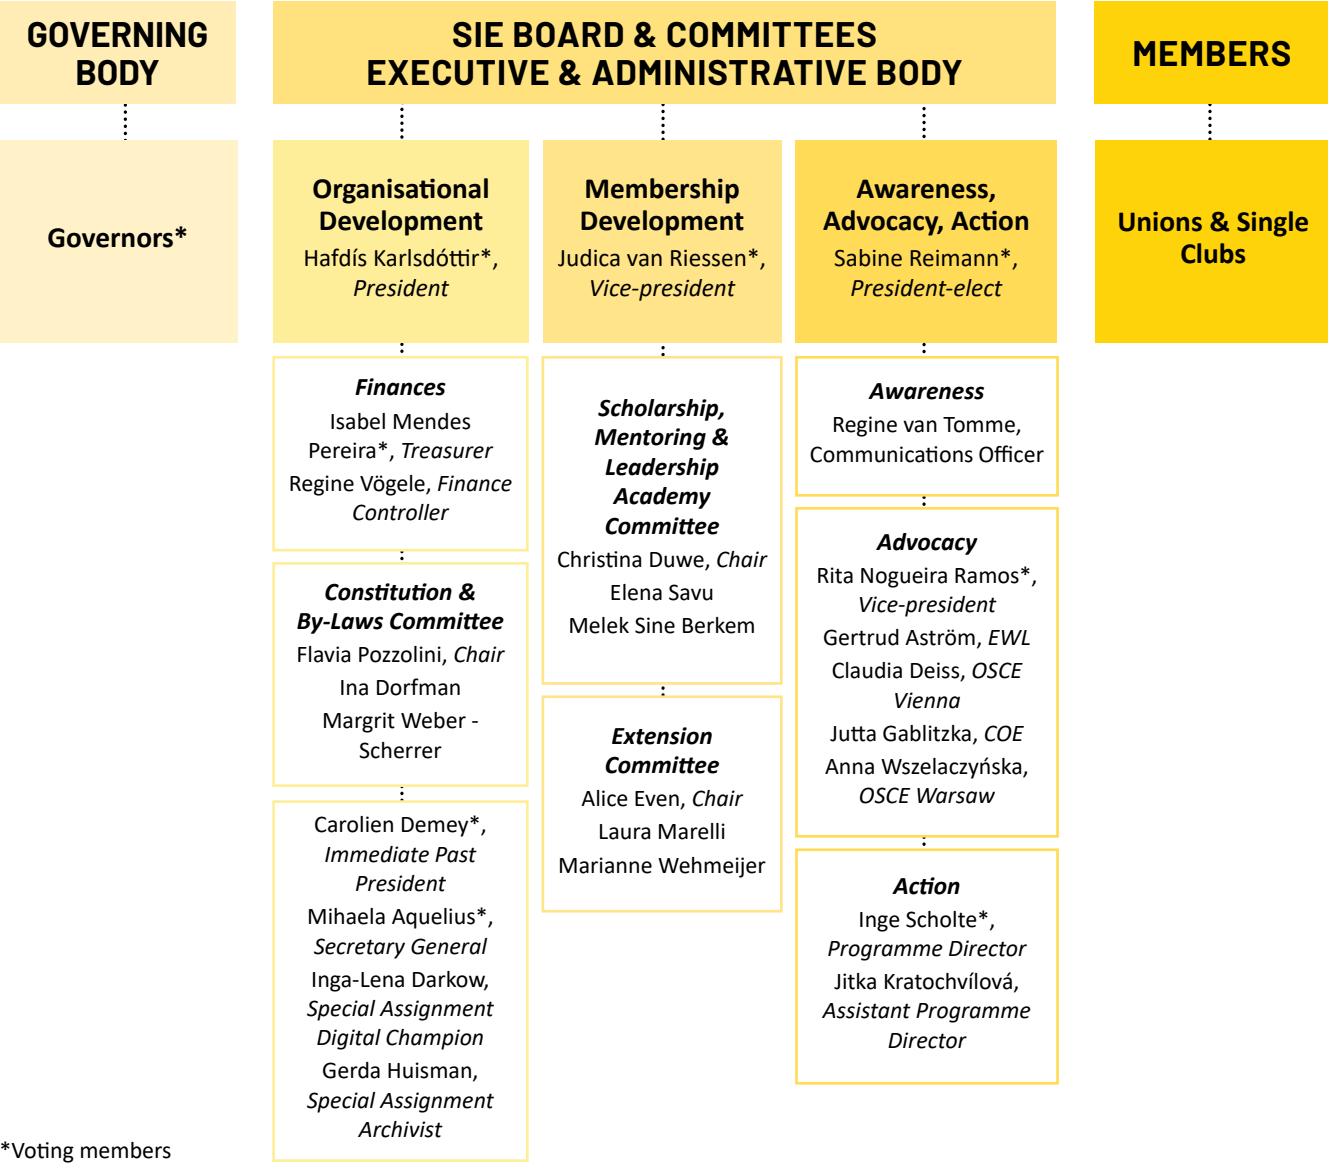 GOVERNING
BODY
Governors*
SIE BOARD & COMMITTEES
EXECUTIVE & ADMINISTRATIVE BODY
Organisational
Development
Hafdís Karlsdóttir*,
President
Finances
Isabel Mendes
Pereira*, Treasurer
Regine Vögele, Finance
Controller
Constitution &
By-Laws Committee
Flavia Pozzolini, Chair
Ina Dorfman
Margrit Weber -
Scherrer
Carolien Demey*,
Immediate Past
President
Mihaela Aquelius*,
Secretary General
Inga-Lena Darkow,
Special Assignment
Digital Champion
Gerda Huisman,
Special Assignment
Archivist
Membership
Development
Judica van Riessen*,
Vice-president
Scholarship,
Mentoring &
Leadership
Academy
Committee
Christina Duwe, Chair
Elena Savu
Melek Sine Berkem
Extension
Committee
Alice Even, Chair
Laura Marelli
Marianne Wehmeijer
Awareness,
Advocacy, Action
Sabine Reimann*,
President-elect
Awareness
Regine van Tomme,
Communications Officer
Advocacy
Rita Nogueira Ramos*,
Vice-president
Gertrud Aström, EWL
Claudia Deiss, OSCE
Vienna
Jutta Gablitzka, COE
Anna Wszelaczyńska,
OSCE Warsaw
Action
Inge Scholte*,
Programme Director
Jitka Kratochvílová,
Assistant Programme
Director
MEMBERS
Unions & Single
Clubs
*Voting members